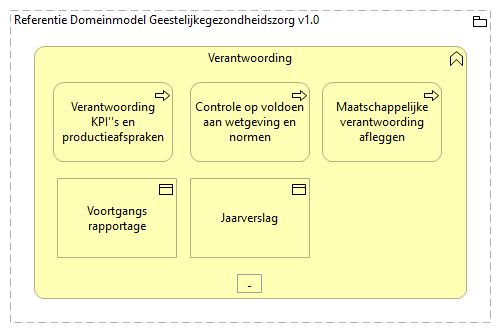 Referentie Domeinmodel Geestelijkegezondheidszorg v1.0
Verantwoording
Verantwoording
KPI''s en
productieafspraken
Controle op voldoen
aan wetgeving en
normen
Maatschappelijke
verantwoording
afleggen
Voortgangs
rapportage
Jaarverslag
-